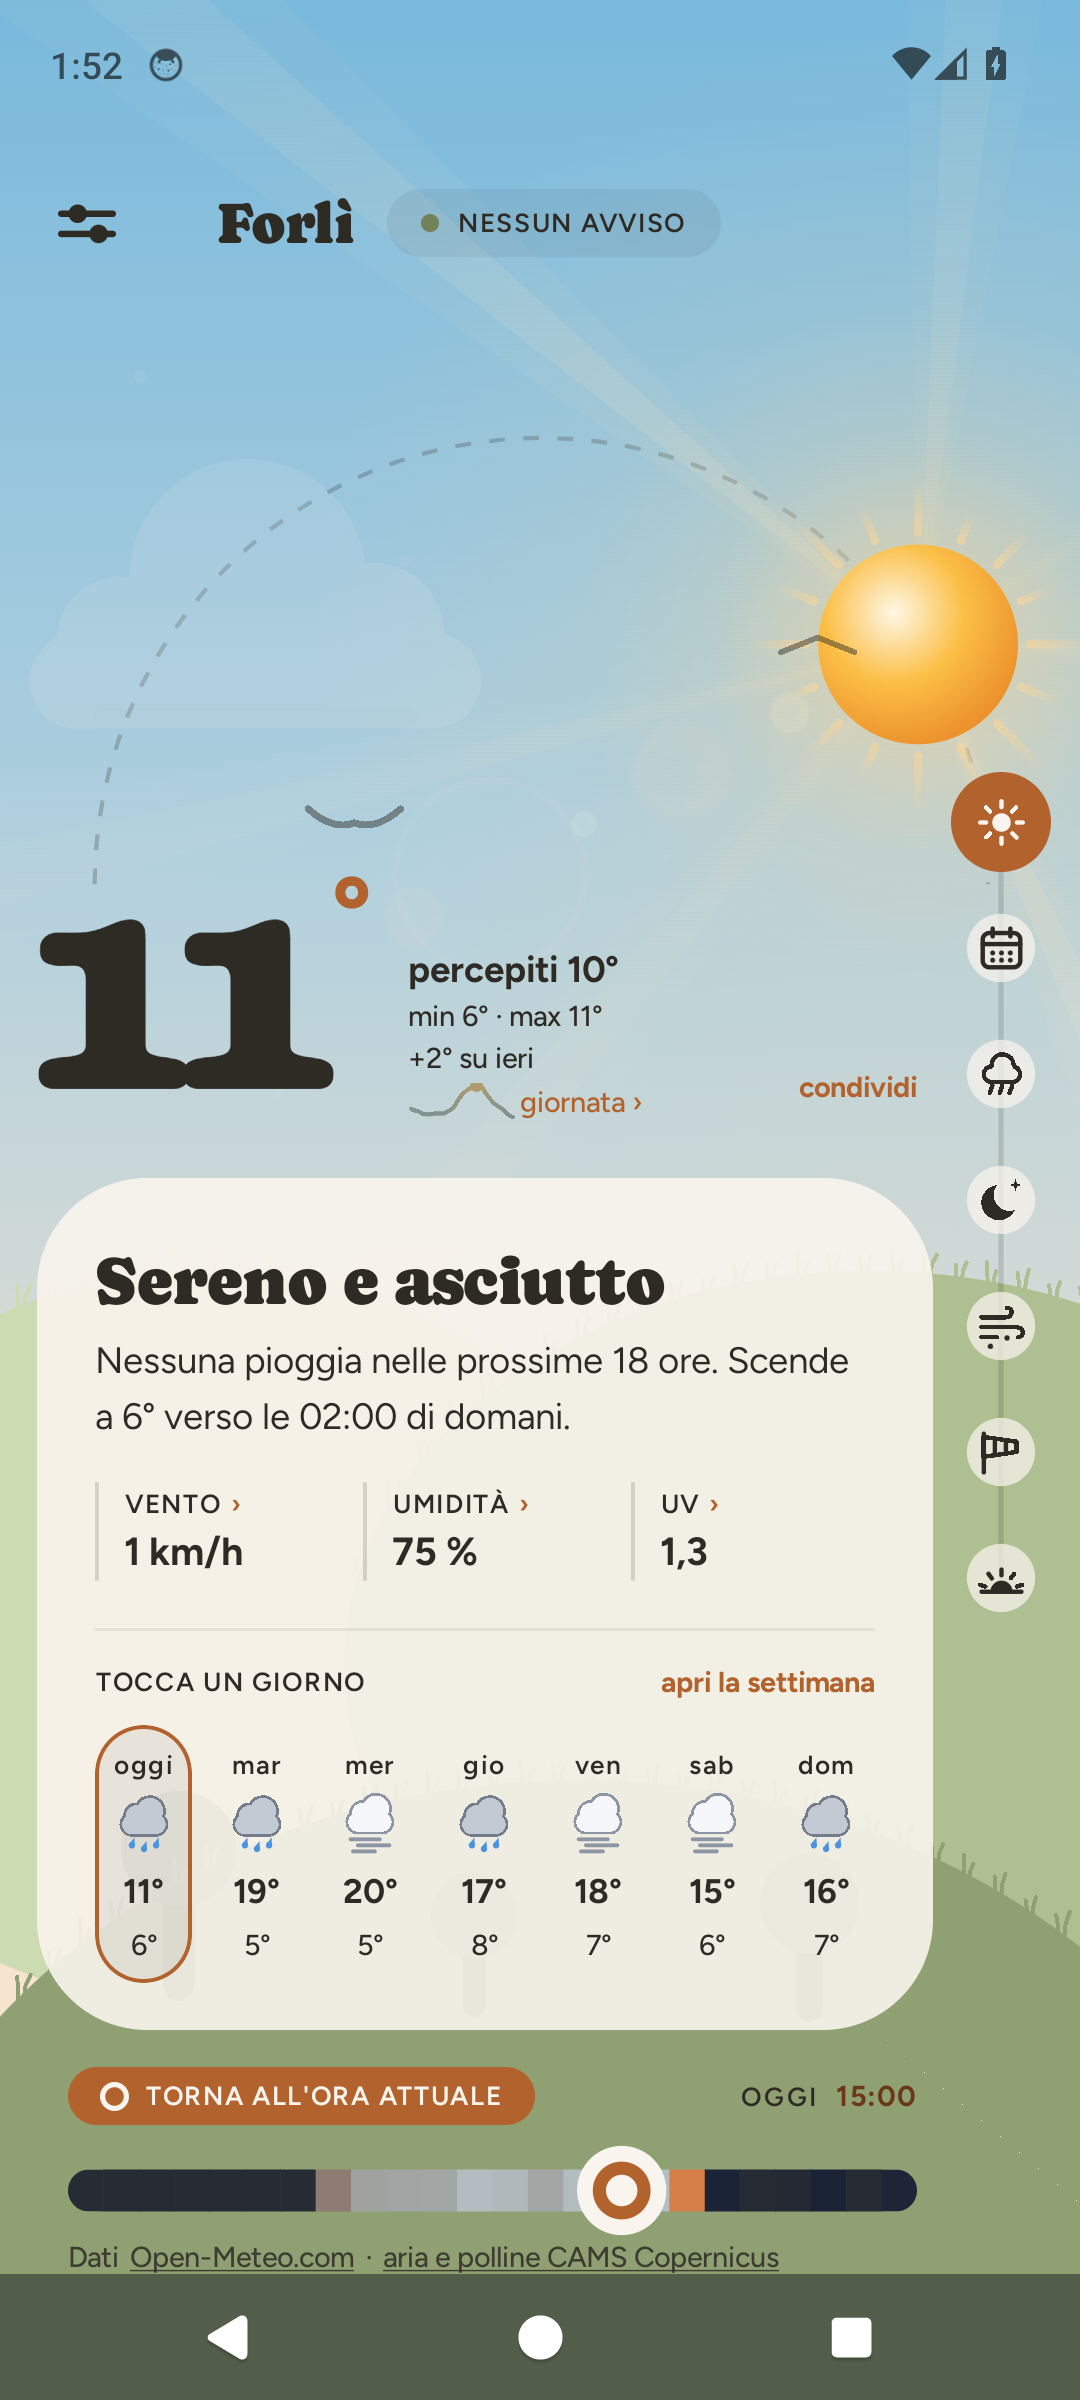 1:52
Forlì
NESSUN AVVISO
11°
percepiti 10°
min 6° · max 11°
+2° su ieri
giornata ›
condividi
Sereno e asciutto
Nessuna pioggia nelle prossime 18 ore. Scende
a 6° verso le 02:00 di domani.
VENTO › UMIDITÀ › UV ›
1 km/h 75 % 1,3
TOCCA UN GIORNO apri la settimana
oggi mar mer gio ven sab dom
11° 19° 20° 17° 18° 15° 16°
6° 5° 5° 8° 7° 6° 7°
TORNA ALL'ORA ATTUALE OGGI 15:00
Dati Open-Meteo.com · aria e polline CAMS Copernicus